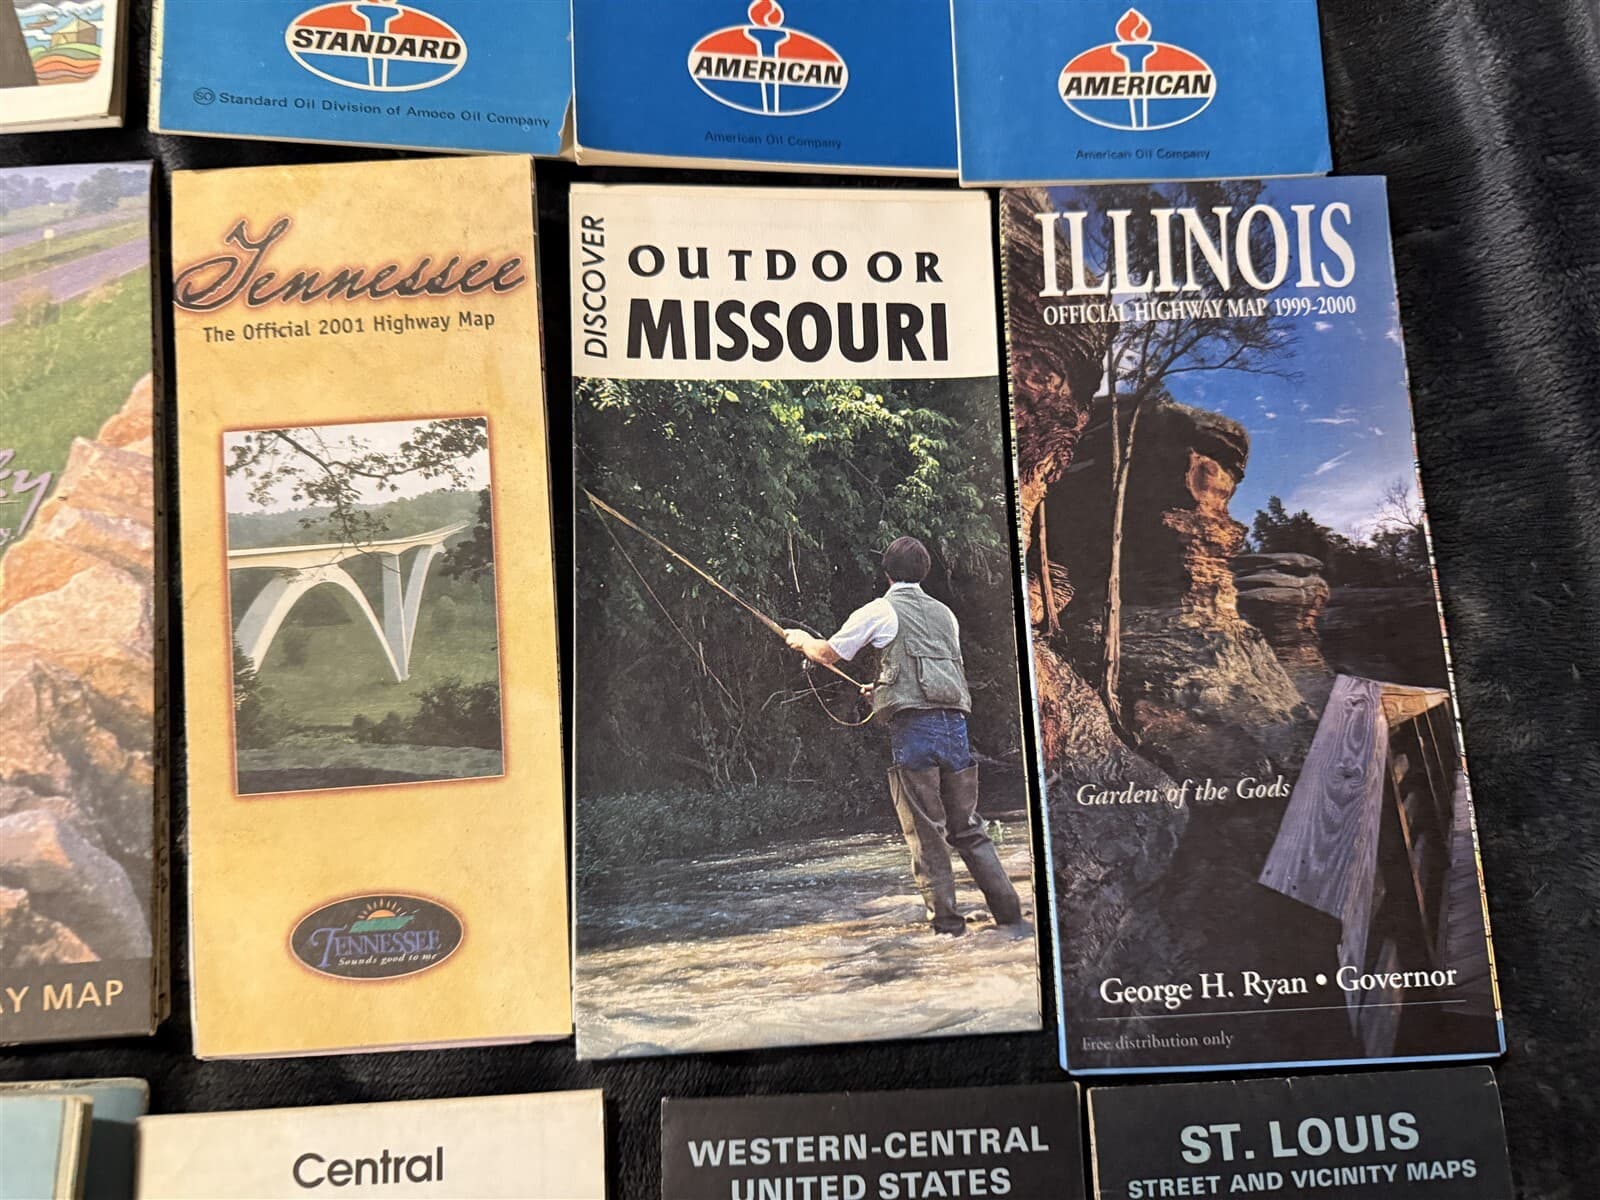 STANDARD
SO Standard Oil Division of Amoco Oil Company
AMERICAN
American Oil Company
AMERICAN
American Oil Company
AY MAP
Tennessee
The Official 2001 Highway Map
TENNESSEE
Sounds good to me
DISCOVER
OUTDOOR
MISSOURI
ILLINOIS
OFFICIAL HIGHWAY MAP 1999-2000
Garden of the Gods
George H. Ryan • Governor
Free distribution only
Central
WESTERN-CENTRAL
UNITED STATES
ST. LOUIS
STREET AND VICINITY MAPS